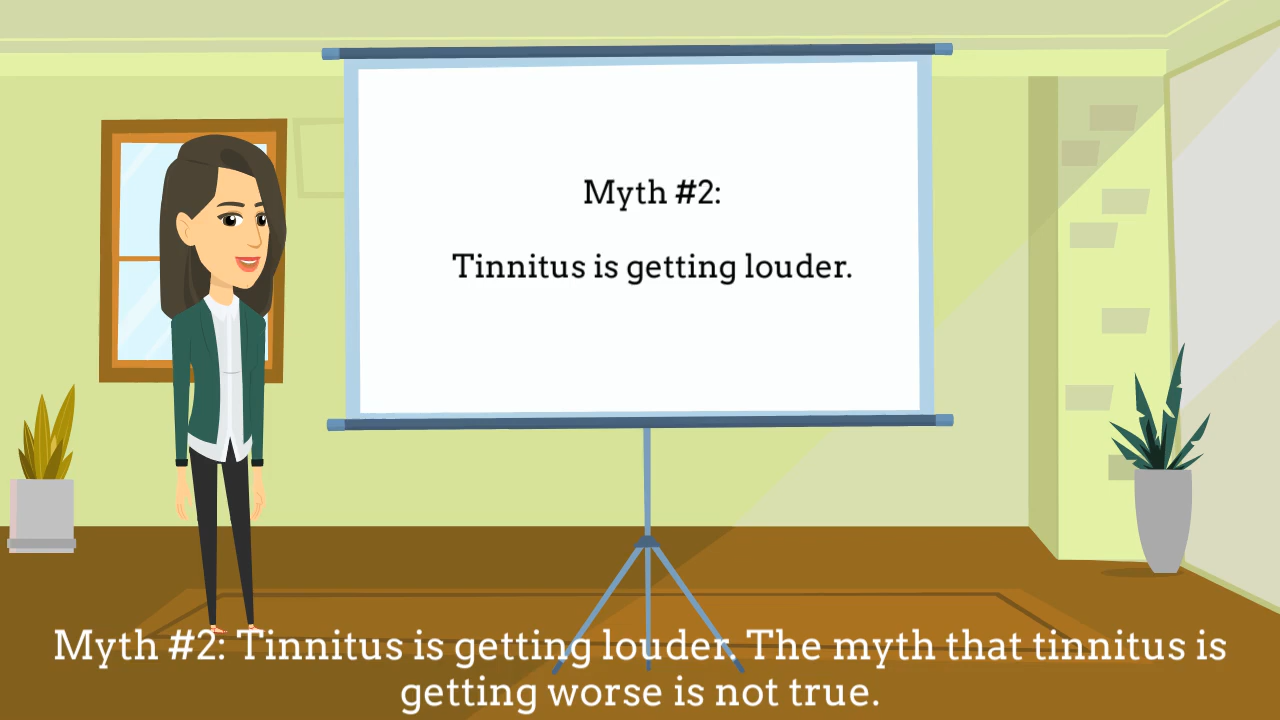 Myth #2:
Tinnitus is getting louder.
Myth #2: Tinnitus is getting louder. The myth that tinnitus is
getting worse is not true.